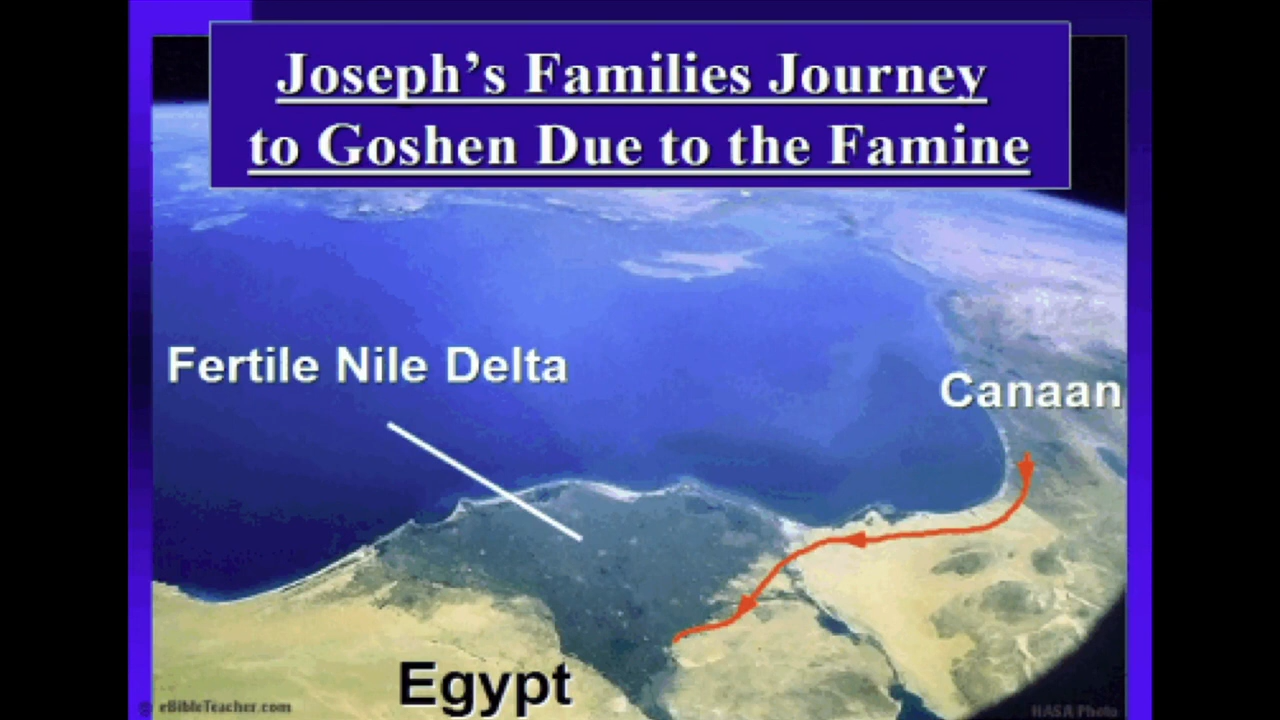 Joseph’s Families Journey
to Goshen Due to the Famine
Fertile Nile Delta
Canaan
Egypt
© eBibleTeacher.com
NASA Photo